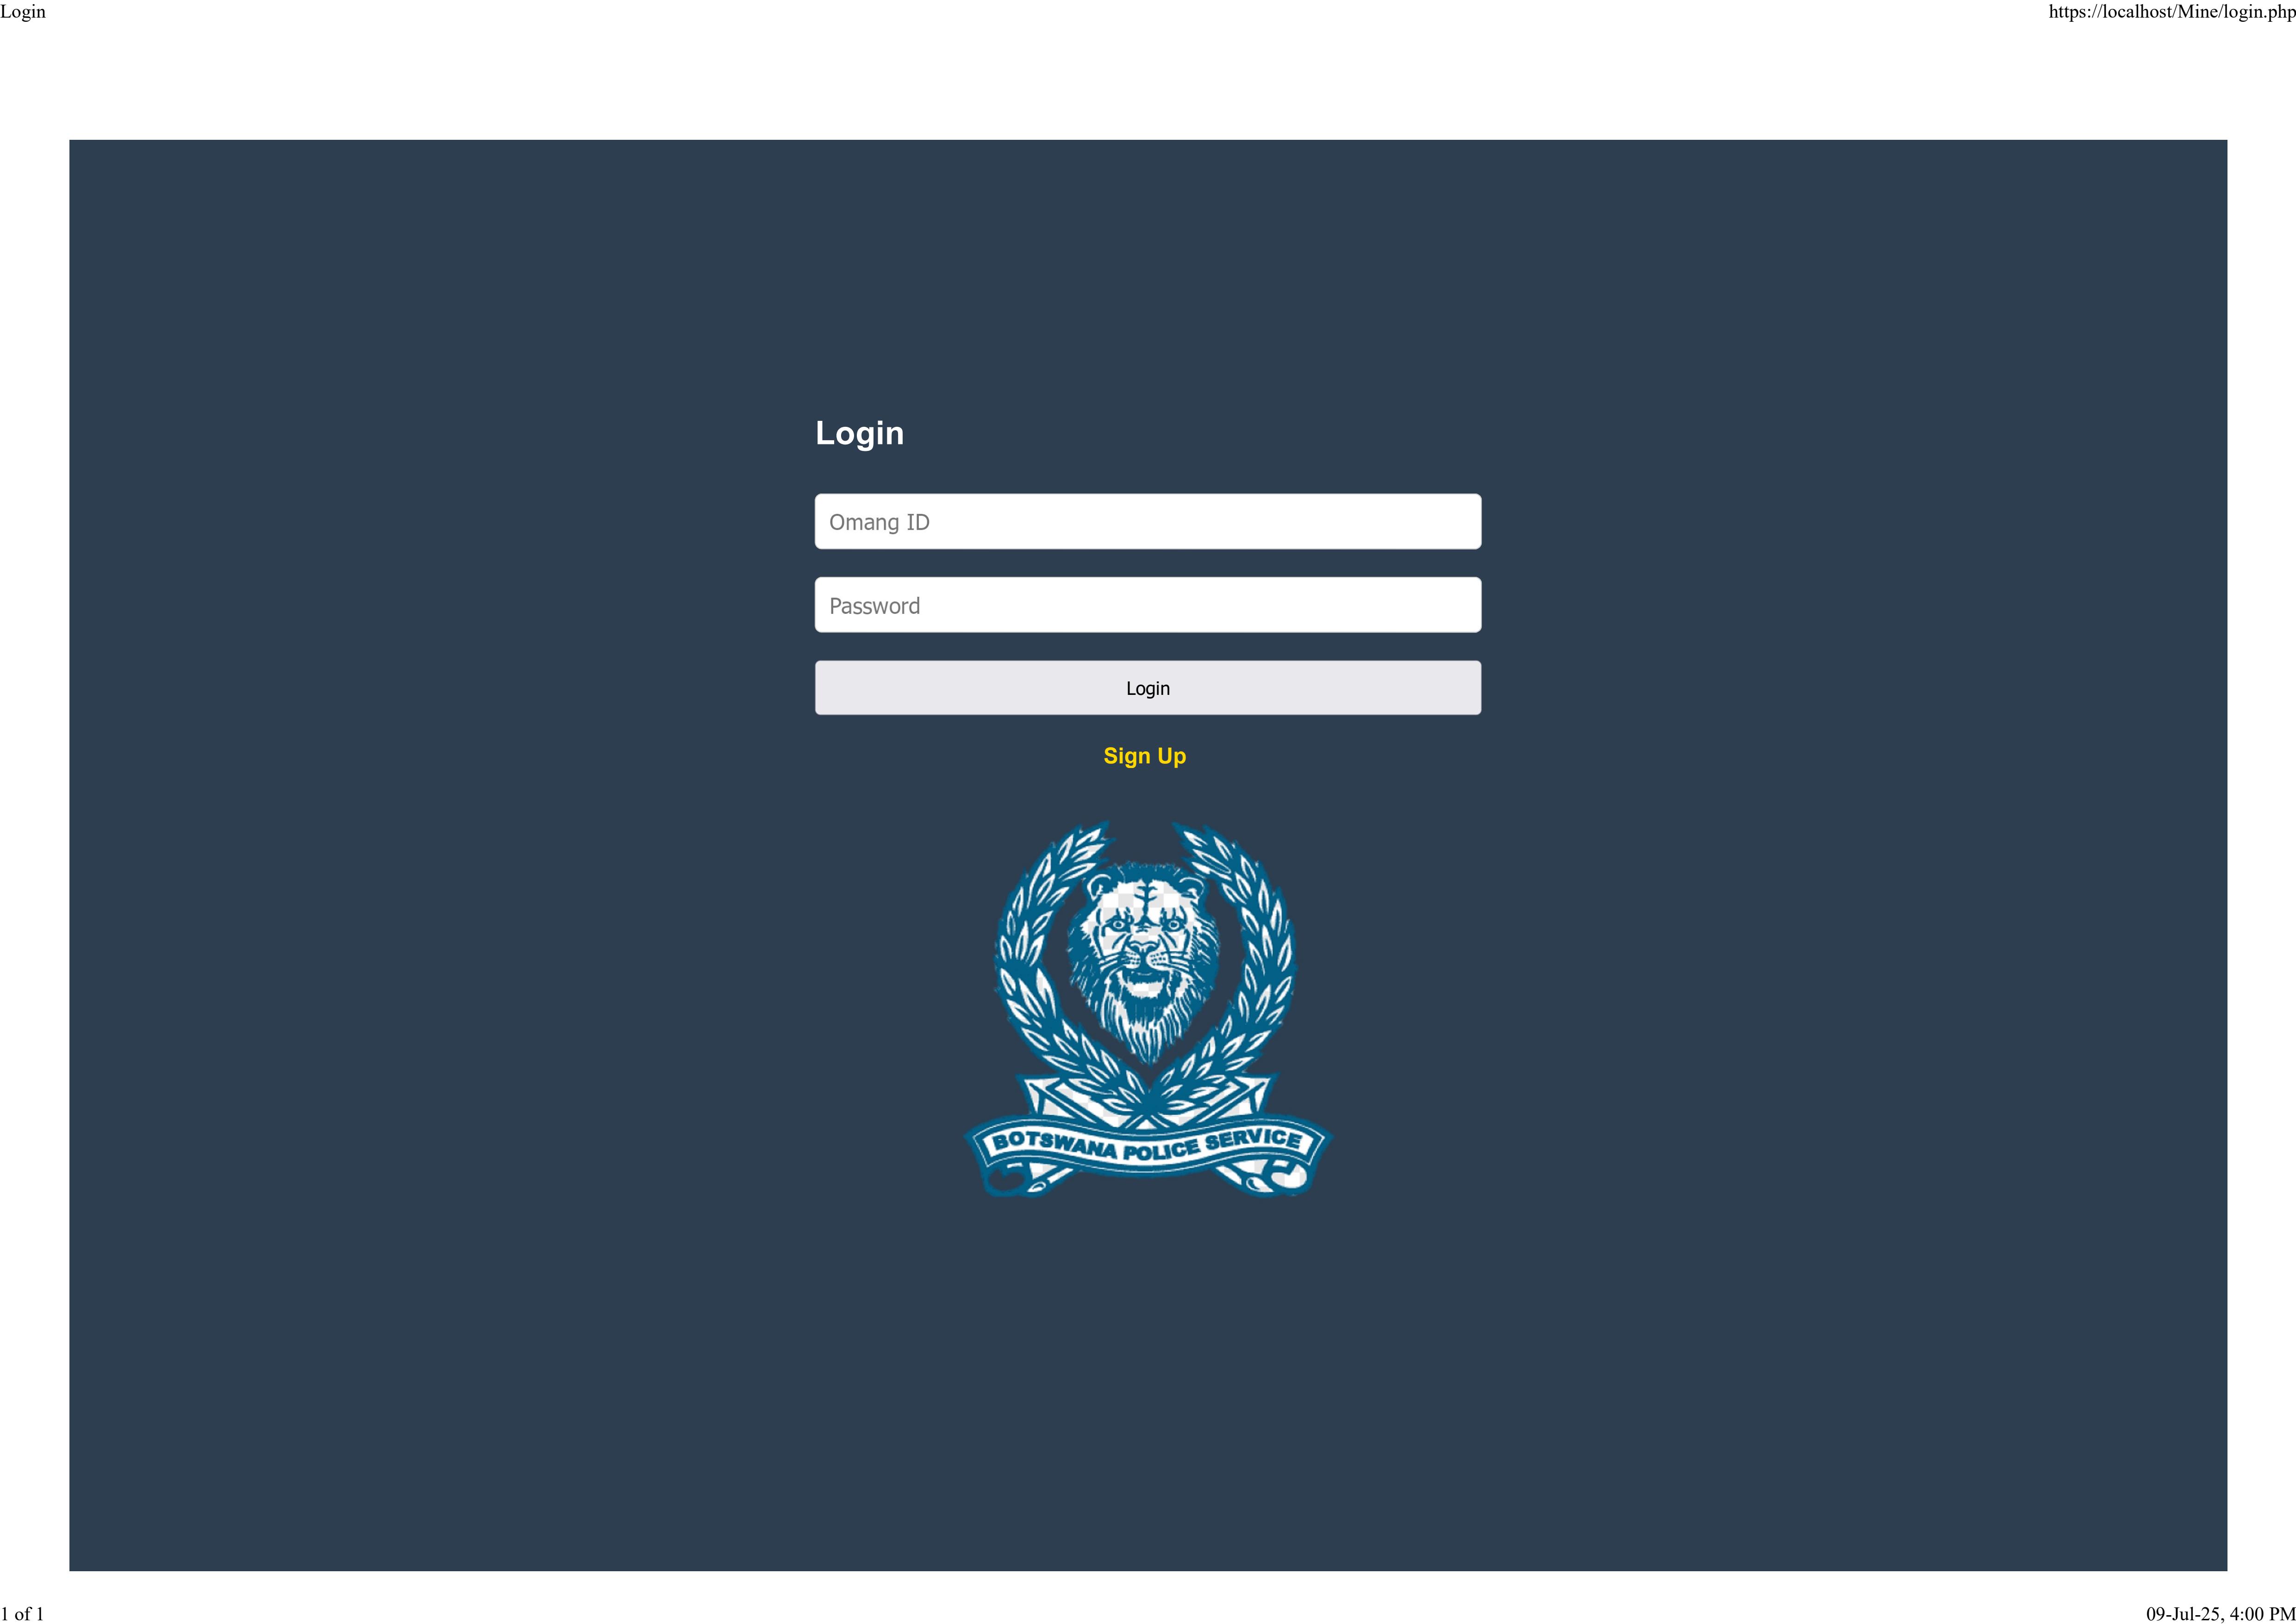 Login
https://localhost/Mine/login.php
Login
Omang ID
Password
Login
Sign Up
BOTSWANA POLICE SERVICE
1 of 1
09-Jul-25, 4:00 PM